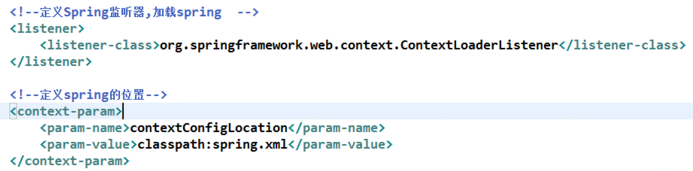 <!--定义Spring监听器,加载spring  -->
<listener>
    <listener-class>org.springframework.web.context.ContextLoaderListener</listener-class>
</listener>
<!--定义spring的位置-->
<context-param>
    <param-name>contextConfigLocation</param-name>
    <param-value>classpath:spring.xml</param-value>
</context-param>